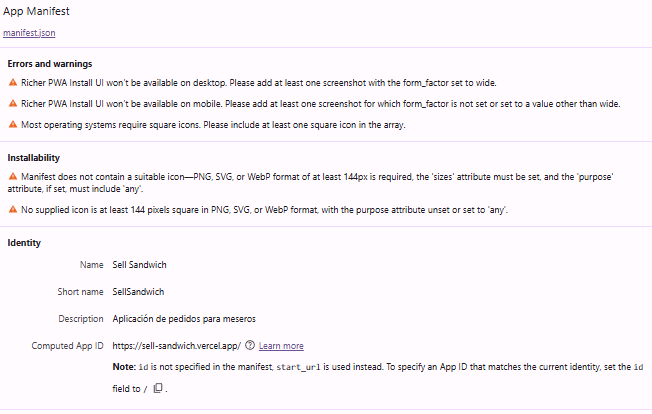 App Manifest
manifest.json
Errors and warnings
Richer PWA Install UI won't be available on desktop. Please add at least one screenshot with the form_factor set to wide.
Richer PWA Install UI won't be available on mobile. Please add at least one screenshot for which form_factor is not set or set to a value other than wide.
Most operating systems require square icons. Please include at least one square icon in the array.
Installability
Manifest does not contain a suitable icon—PNG, SVG, or WebP format of at least 144px is required, the 'sizes' attribute must be set, and the 'purpose'
attribute, if set, must include 'any'.
No supplied icon is at least 144 pixels square in PNG, SVG, or WebP format, with the purpose attribute unset or set to 'any'.
Identity
Name Sell Sandwich
Short name SellSandwich
Description Aplicación de pedidos para meseros
Computed App ID https://sell-sandwich.vercel.app/ Learn more
Note: id is not specified in the manifest, start_url is used instead. To specify an App ID that matches the current identity, set the id
field to / .